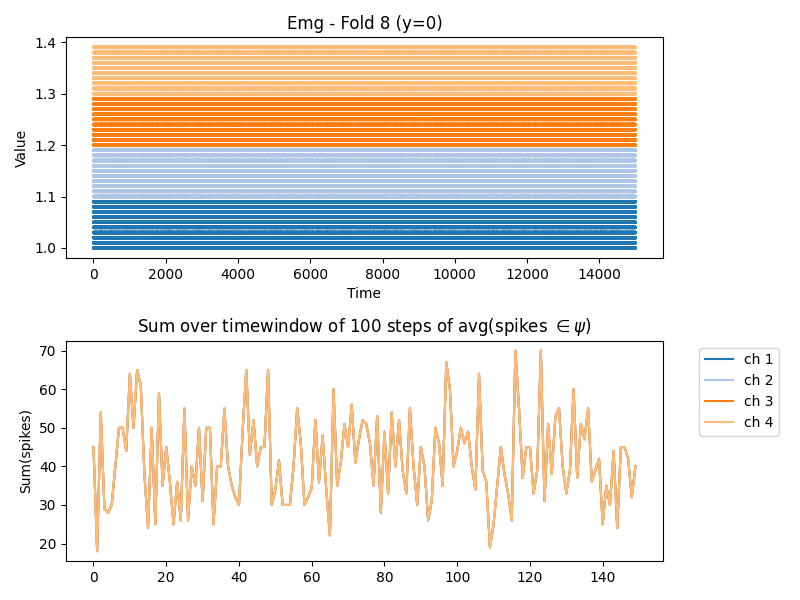 Emg - Fold 8 (y=0)
1.4
1.3
1.2
1.1
1.0
Value
0 2000 4000 6000 8000 10000 12000 14000
Time
Sum over timewindow of 100 steps of avg(spikes ∈ ψ)
70
60
50
40
30
20
Sum(spikes)
0 20 40 60 80 100 120 140
ch 1
ch 2
ch 3
ch 4